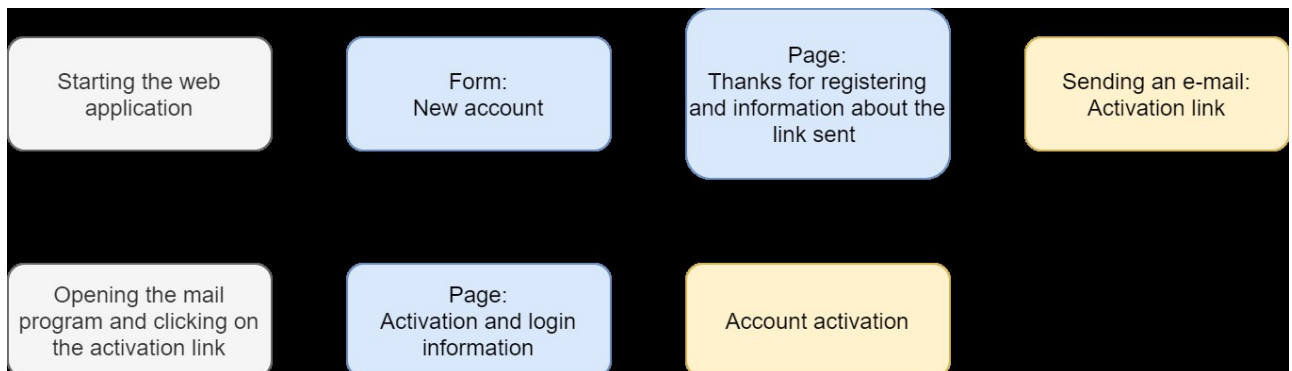 Starting the web
application
Form:
New account
Page:
Thanks for registering
and information about the
link sent
Sending an e-mail:
Activation link
Opening the mail
program and clicking on
the activation link
Page:
Activation and login
information
Account activation